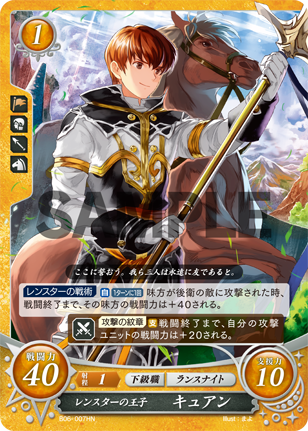 1
SAMPLE
ここに誓おう。我ら三人は永遠に友であると。
レンスターの戦術 自 1ターンに1回 味方が後衛の敵に攻撃された時、
戦闘終了まで、その味方の戦闘力は+40される。
攻撃の紋章 支 戦闘終了まで、自分の攻撃
ユニットの戦闘力は+20される。
戦闘力 40
射程 1 下級職 ランスナイト
支援力 10
レンスターの王子 キュアン
B06-007HN
Illust：まよ